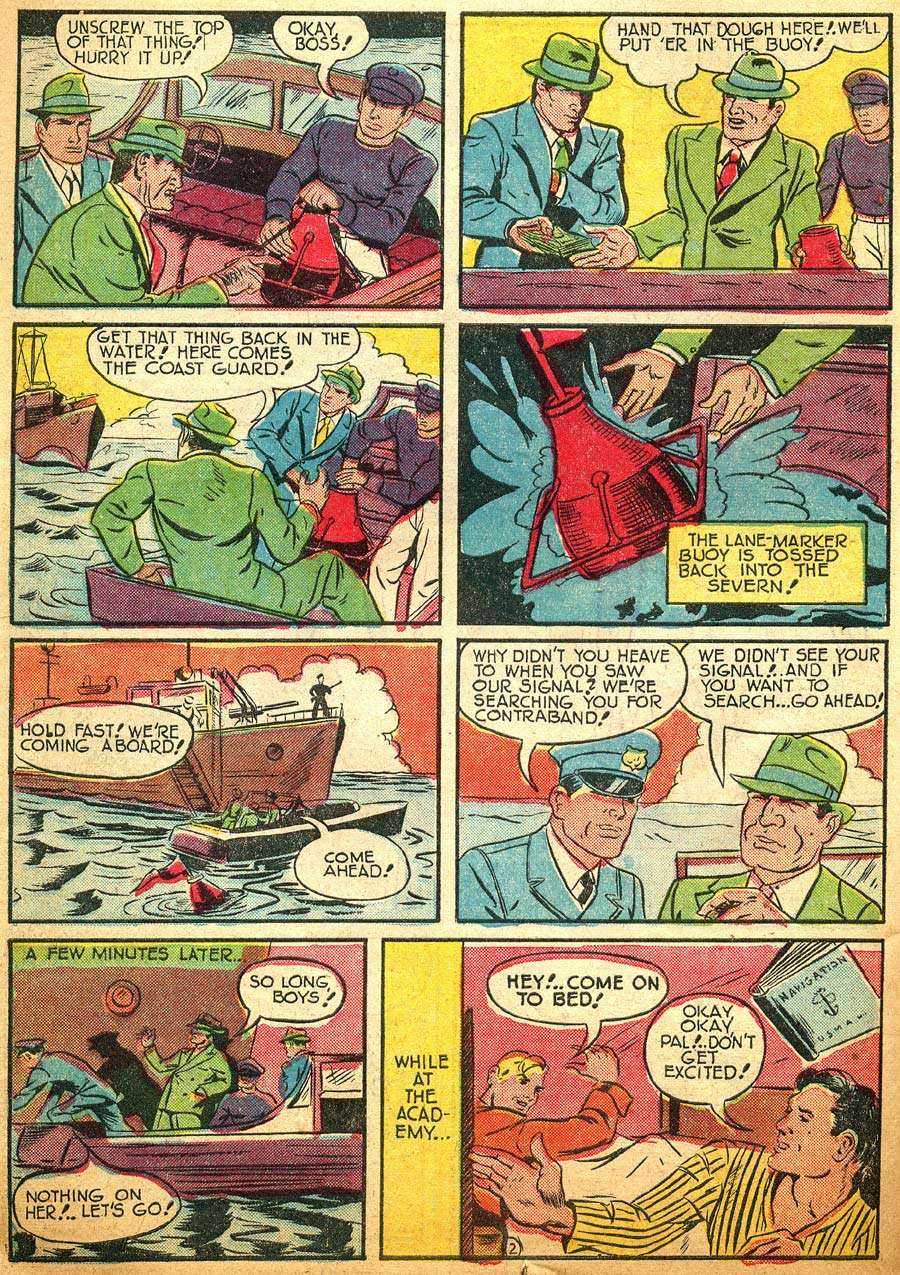 UNSCREW THE TOP
OF THAT THING!
HURRY IT UP!
OKAY,
BOSS!
HAND THAT DOUGH HERE!. WE'LL
PUT 'ER IN THE BUOY!
GET THAT THING BACK IN THE
WATER! HERE COMES
THE COAST GUARD!
THE LANE-MARKER-
BUOY IS TOSSED
BACK INTO THE
SEVERN!
HOLD FAST! WE'RE
COMING ABOARD!
COME
AHEAD!
WHY DIDN'T YOU HEAVE
TO WHEN YOU SAW
OUR SIGNAL? WE'RE
SEARCHING YOU FOR
CONTRABAND!
WE DIDN'T SEE YOUR
SIGNAL!..AND IF
YOU WANT TO
SEARCH...GO AHEAD!
A FEW MINUTES LATER..
SO LONG,
BOYS!
NOTHING ON
HER!.. LET'S GO!
WHILE
AT
THE
ACAD-
EMY...
HEY!..COME ON
TO BED!
OKAY,
OKAY,
PAL!..DON'T
GET
EXCITED!
NAVIGATION
2